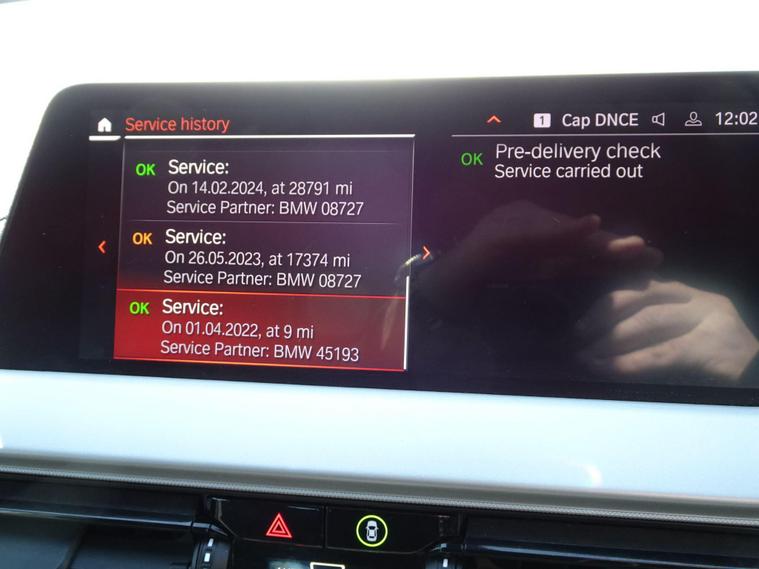 Service history
1 Cap DNCE 12:02
OK Service:
On 14.02.2024, at 28791 mi
Service Partner: BMW 08727
OK Service:
On 26.05.2023, at 17374 mi
Service Partner: BMW 08727
OK Service:
On 01.04.2022, at 9 mi
Service Partner: BMW 45193
OK Pre-delivery check
Service carried out